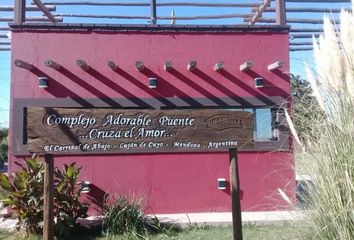 Complejo Adorable Puente
...Cruza el Amor...
El Carrizal de Abajo - Luján de Cuyo - Mendoza - Argentina